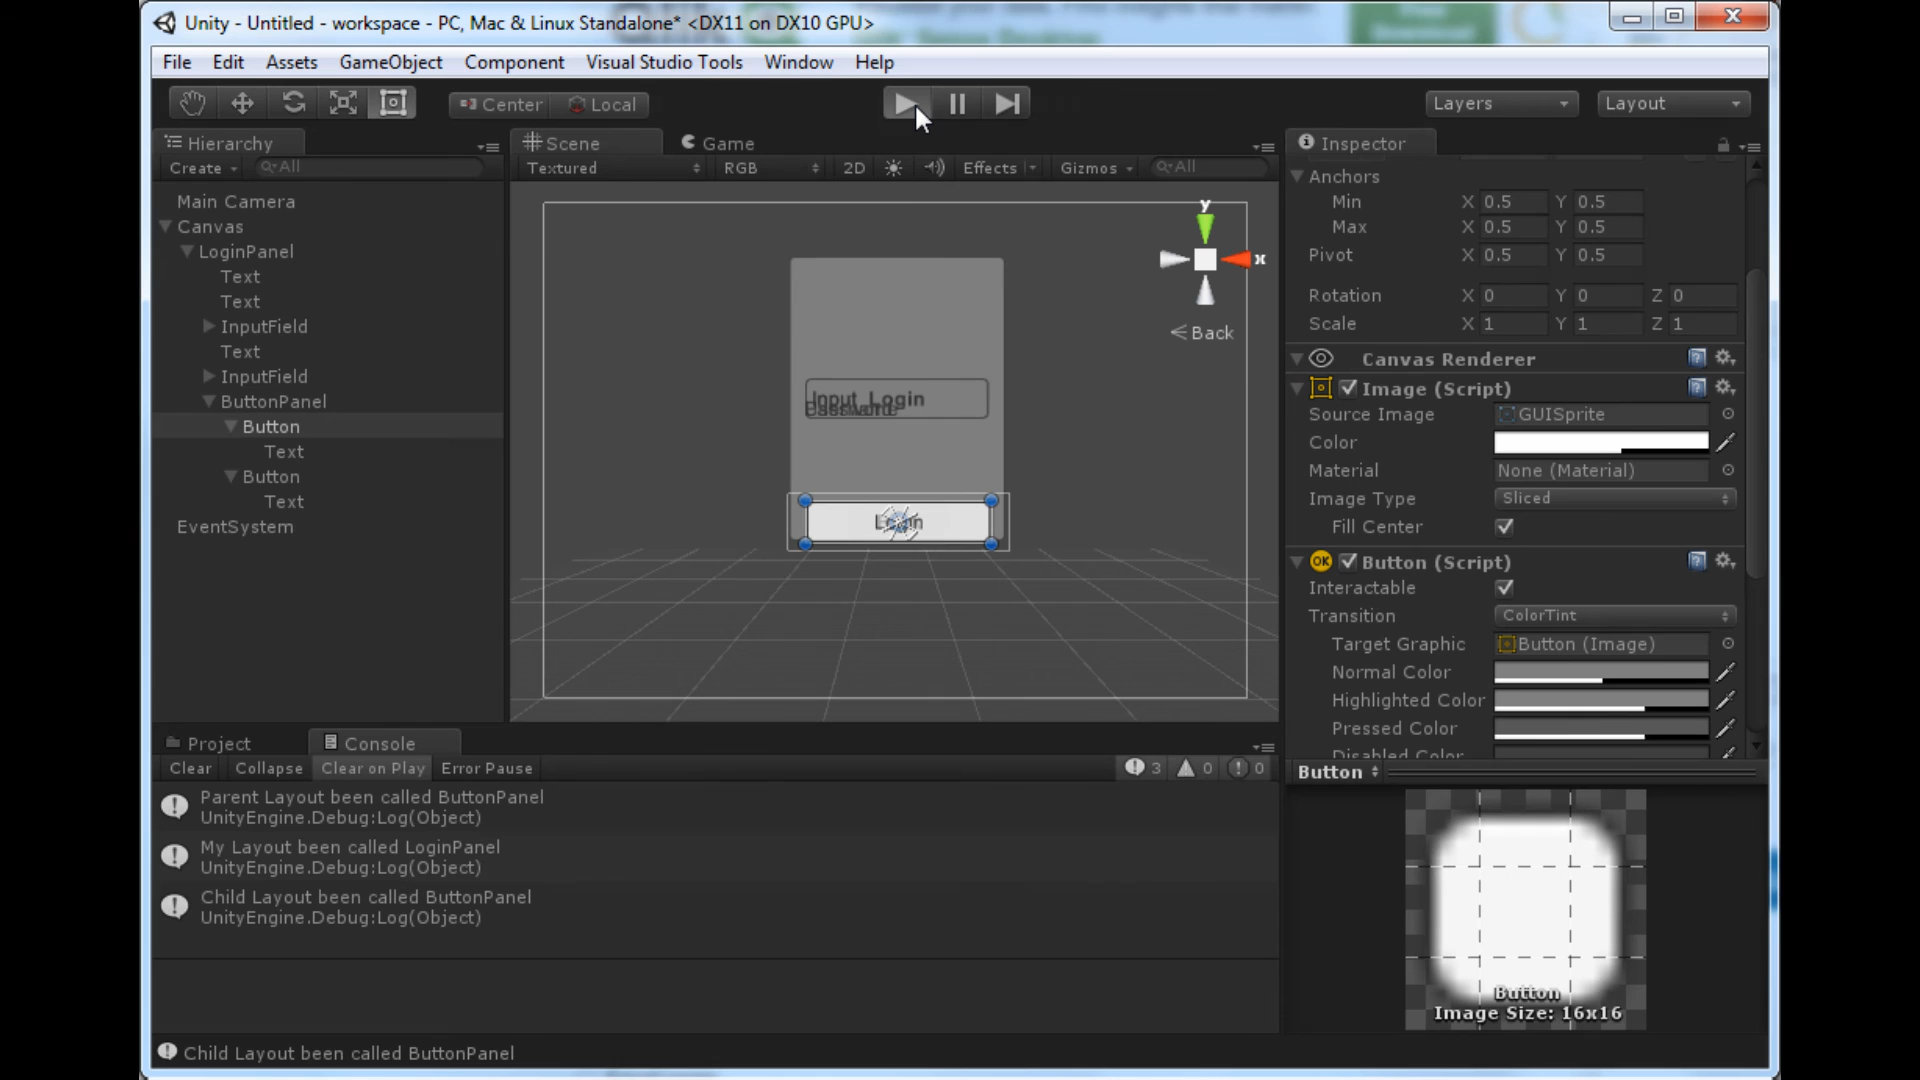 Unity - Untitled - workspace - PC, Mac & Linux Standalone* <DX11 on DX10 GPU>
File Edit Assets GameObject Component Visual Studio Tools Window Help
Center Local Layers Layout
Hierarchy
Create All
Main Camera
Canvas
LoginPanel
Text
Text
InputField
Text
InputField
ButtonPanel
Button
Text
Button
Text
EventSystem
Scene Game
Textured RGB 2D Effects Gizmos All
y
x
Back
Input Login
Inspector
Anchors
Min X 0.5 Y 0.5
Max X 0.5 Y 0.5
Pivot X 0.5 Y 0.5
Rotation X 0 Y 0 Z 0
Scale X 1 Y 1 Z 1
Canvas Renderer
Image (Script)
Source Image GUISprite
Color
Material None (Material)
Image Type Sliced
Fill Center
OK Button (Script)
Interactable
Transition ColorTint
Target Graphic Button (Image)
Normal Color
Highlighted Color
Pressed Color
Disabled Color
Button
Button
Image Size: 16x16
Project Console
Clear Collapse Clear on Play Error Pause 3 0 0
Parent Layout been called ButtonPanel
UnityEngine.Debug:Log(Object)
My Layout been called LoginPanel
UnityEngine.Debug:Log(Object)
Child Layout been called ButtonPanel
UnityEngine.Debug:Log(Object)
Child Layout been called ButtonPanel